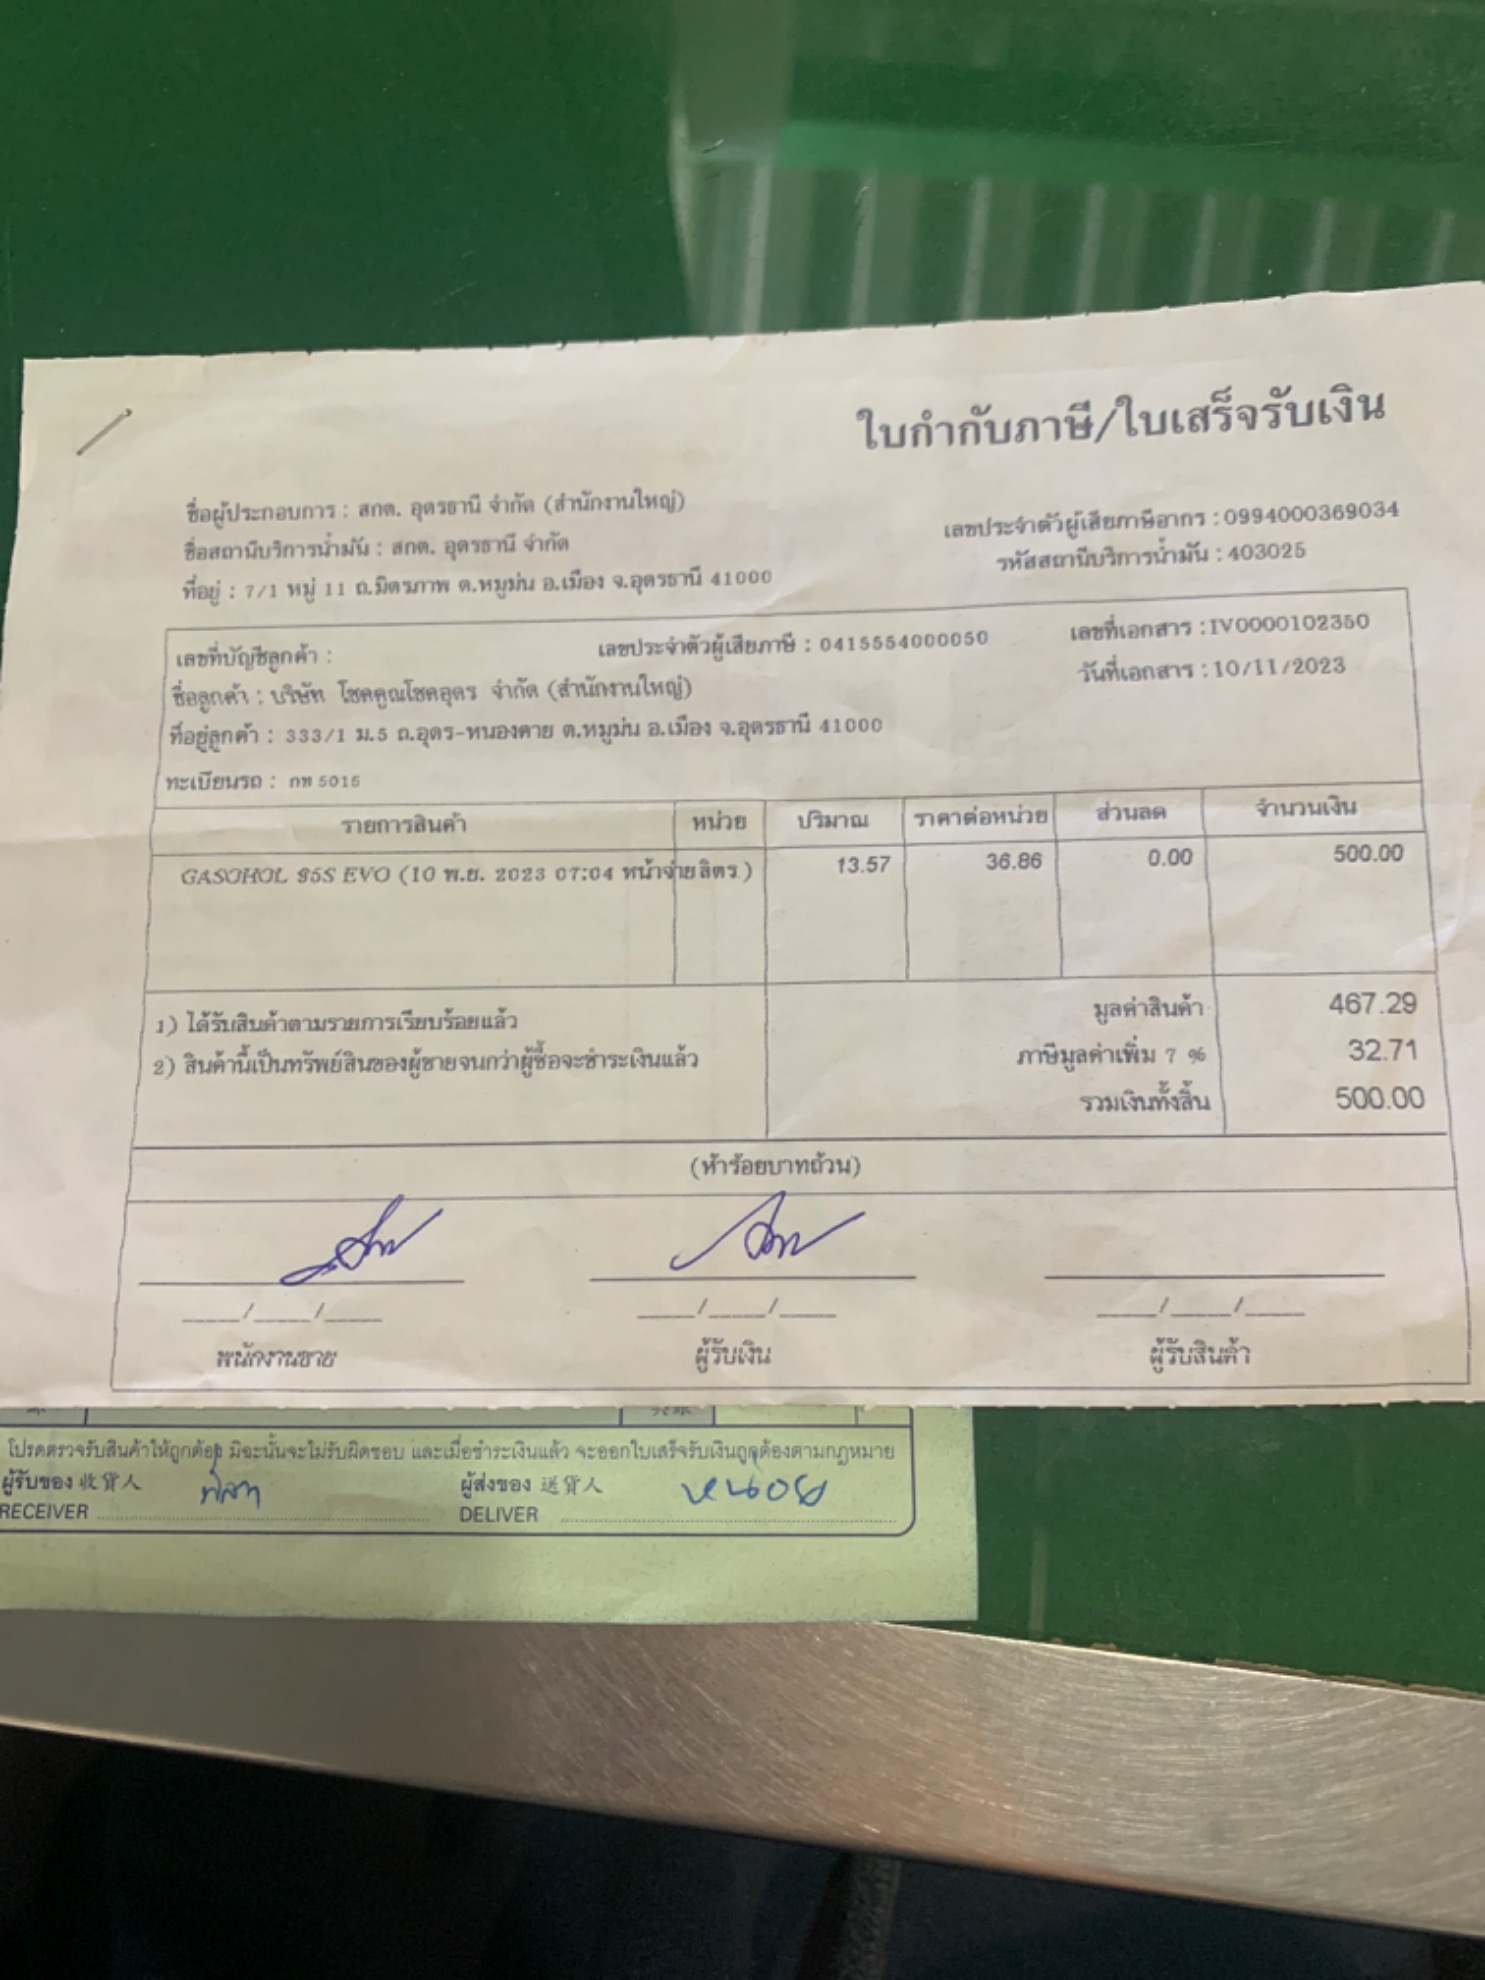 ใบกำกับภาษี/ใบเสร็จรับเงิน
ชื่อผู้ประกอบการ : สกต. อุดรธานี จำกัด (สำนักงานใหญ่)
เลขประจำตัวผู้เสียภาษีอากร : 0994000369034
ชื่อสถานีบริการน้ำมัน : สกต. อุดรธานี จำกัด
รหัสสถานีบริการน้ำมัน : 403025
ที่อยู่ : 7/1 หมู่ 11 ถ.มิตรภาพ ต.หมูม่น อ.เมือง จ.อุดรธานี 41000
เลขที่บัญชีลูกค้า : เลขประจำตัวผู้เสียภาษี : 0415554000050 เลขที่เอกสาร : IV0000102350
ชื่อลูกค้า : บริษัท โชคคูณโชคอุดร จำกัด (สำนักงานใหญ่) วันที่เอกสาร : 10/11/2023
ที่อยู่ลูกค้า : 333/1 ม.5 ถ.อุดร-หนองคาย ต.หมูม่น อ.เมือง จ.อุดรธานี 41000
ทะเบียนรถ : กท 5015
รายการสินค้า หน่วย ปริมาณ ราคาต่อหน่วย ส่วนลด จำนวนเงิน
GASOHOL 95S EVO (10 พ.ย. 2023 07:04 หน้าจ่าย ลิตร ) 13.57 36.86 0.00 500.00
1) ได้รับสินค้าตามรายการเรียบร้อยแล้ว มูลค่าสินค้า 467.29
2) สินค้านี้เป็นทรัพย์สินของผู้ขายจนกว่าผู้ซื้อจะชำระเงินแล้ว ภาษีมูลค่าเพิ่ม 7 % 32.71
รวมเงินทั้งสิ้น 500.00
(ห้าร้อยบาทถ้วน)
____/____/____ ____/____/____ ____/____/____
พนักงานขาย ผู้รับเงิน ผู้รับสินค้า
โปรดตรวจรับสินค้าให้ถูกต้อง มิฉะนั้นจะไม่รับผิดชอบ และเมื่อชำระเงินแล้ว จะออกใบเสร็จรับเงินถูกต้องตามกฎหมาย
ผู้รับของ 收貨人 ผู้ส่งของ 送貨人
RECEIVER DELIVER